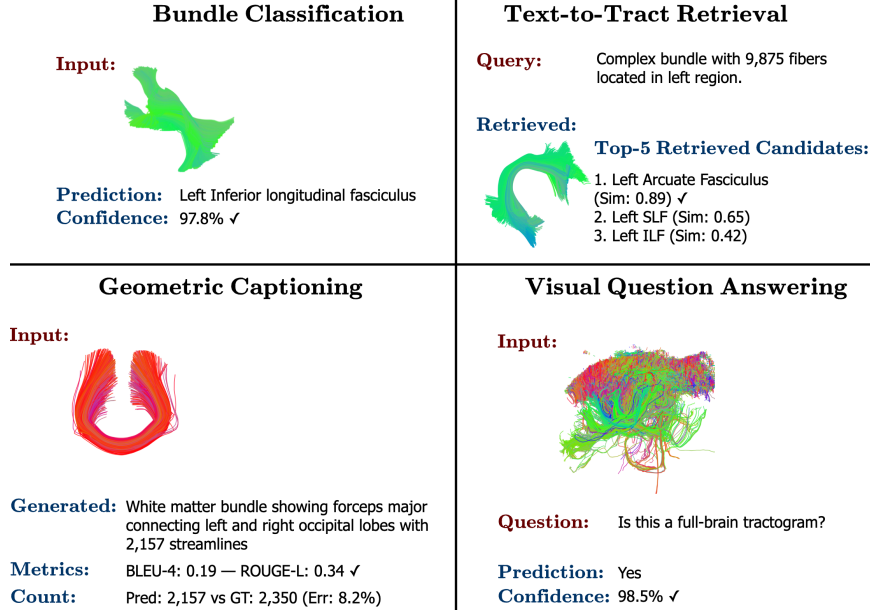 Bundle Classification
Input:
Prediction: Left Inferior longitudinal fasciculus
Confidence: 97.8% ✓
Text-to-Tract Retrieval
Query: Complex bundle with 9,875 fibers
located in left region.
Retrieved:
Top-5 Retrieved Candidates:
1. Left Arcuate Fasciculus
(Sim: 0.89) ✓
2. Left SLF (Sim: 0.65)
3. Left ILF (Sim: 0.42)
Geometric Captioning
Input:
Generated: White matter bundle showing forceps major
connecting left and right occipital lobes with
2,157 streamlines
Metrics: BLEU-4: 0.19 — ROUGE-L: 0.34 ✓
Count: Pred: 2,157 vs GT: 2,350 (Err: 8.2%)
Visual Question Answering
Input:
Question: Is this a full-brain tractogram?
Prediction: Yes
Confidence: 98.5% ✓